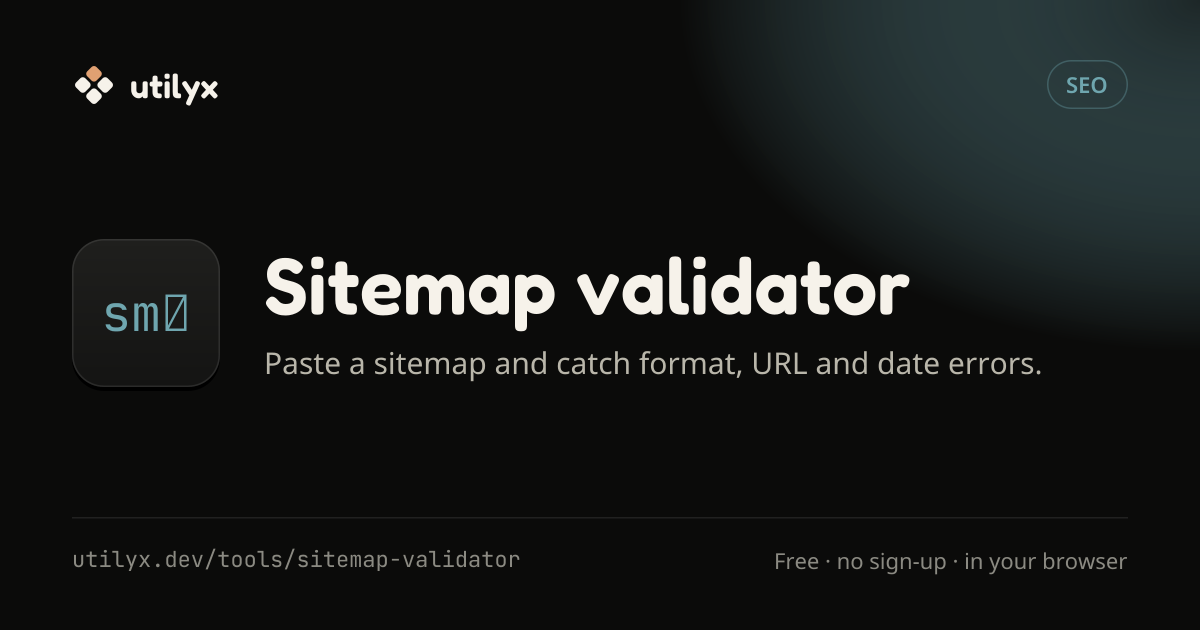 utilyx
SEO
sm
Sitemap validator
Paste a sitemap and catch format, URL and date errors.
utilyx.dev/tools/sitemap-validator
Free · no sign-up · in your browser